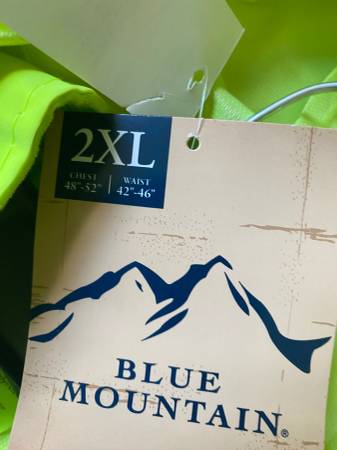 2XL
CHEST | WAIST
48"-52" | 42"-46"
BLUE
MOUNTAIN®